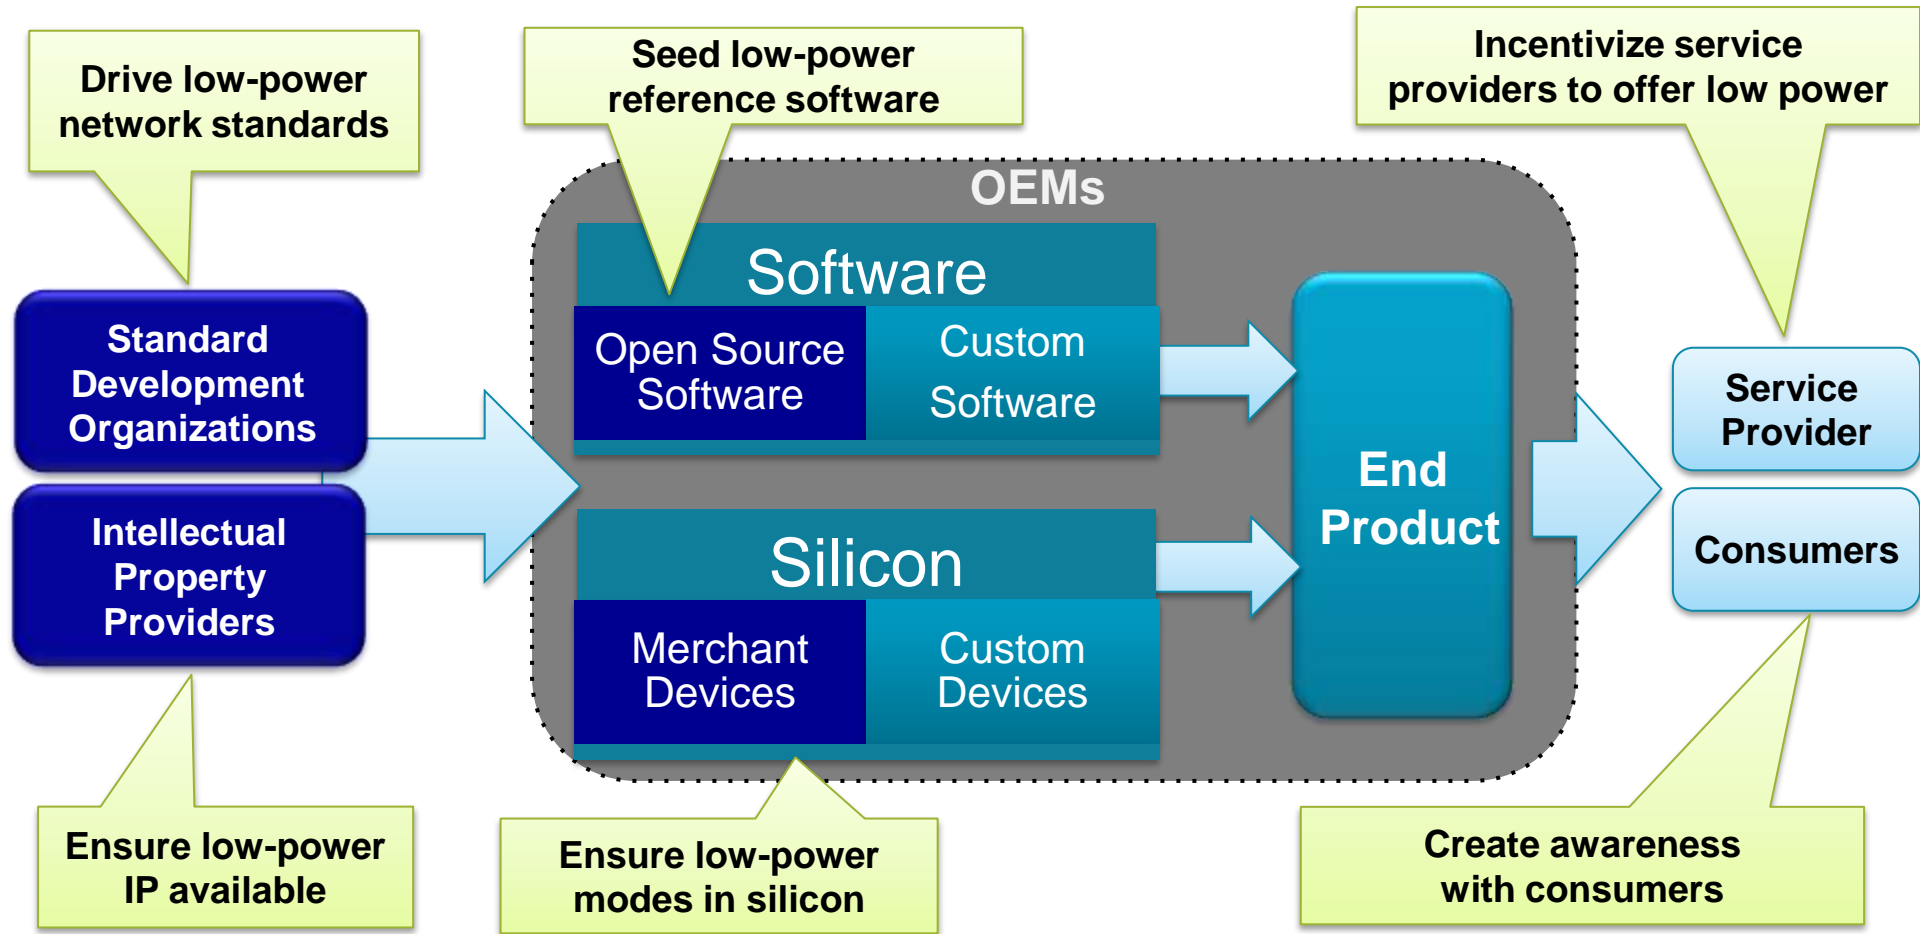 Drive low-power
network standards
Seed low-power
reference software
Incentivize service
providers to offer low power
OEMs
Standard
Development
Organizations
Intellectual
Property
Providers
Software
Open Source
Software
Custom
Software
Silicon
Merchant
Devices
Custom
Devices
End
Product
Service
Provider
Consumers
Ensure low-power
IP available
Ensure low-power
modes in silicon
Create awareness
with consumers